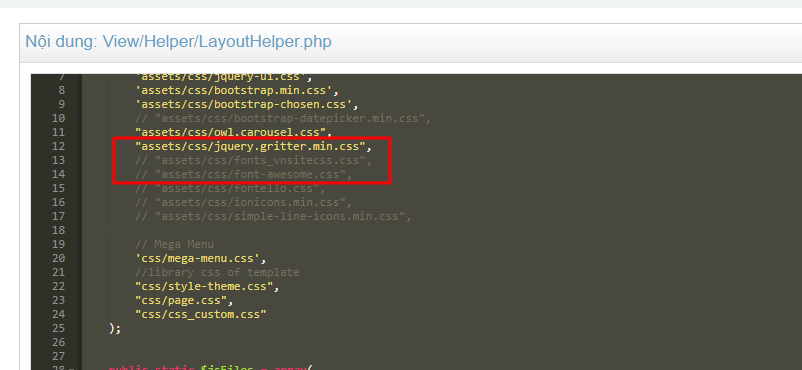 Nội dung: View/Helper/LayoutHelper.php
7 'assets/css/jquery-ui.css',
8 'assets/css/bootstrap.min.css',
9 'assets/css/bootstrap-chosen.css',
10 // "assets/css/bootstrap-datepicker.min.css",
11 "assets/css/owl.carousel.css",
12 "assets/css/jquery.gritter.min.css",
13 // "assets/css/fonts_vnsitecss.css",
14 // "assets/css/font-awesome.css",
15 // "assets/css/fontello.css",
16 // "assets/css/ionicons.min.css",
17 // "assets/css/simple-line-icons.min.css",
18
19 // Mega Menu
20 'css/mega-menu.css',
21 //library css of template
22 "css/style-theme.css",
23 "css/page.css",
24 "css/css_custom.css"
25 );
26
27
28 public static $jsFiles = array(